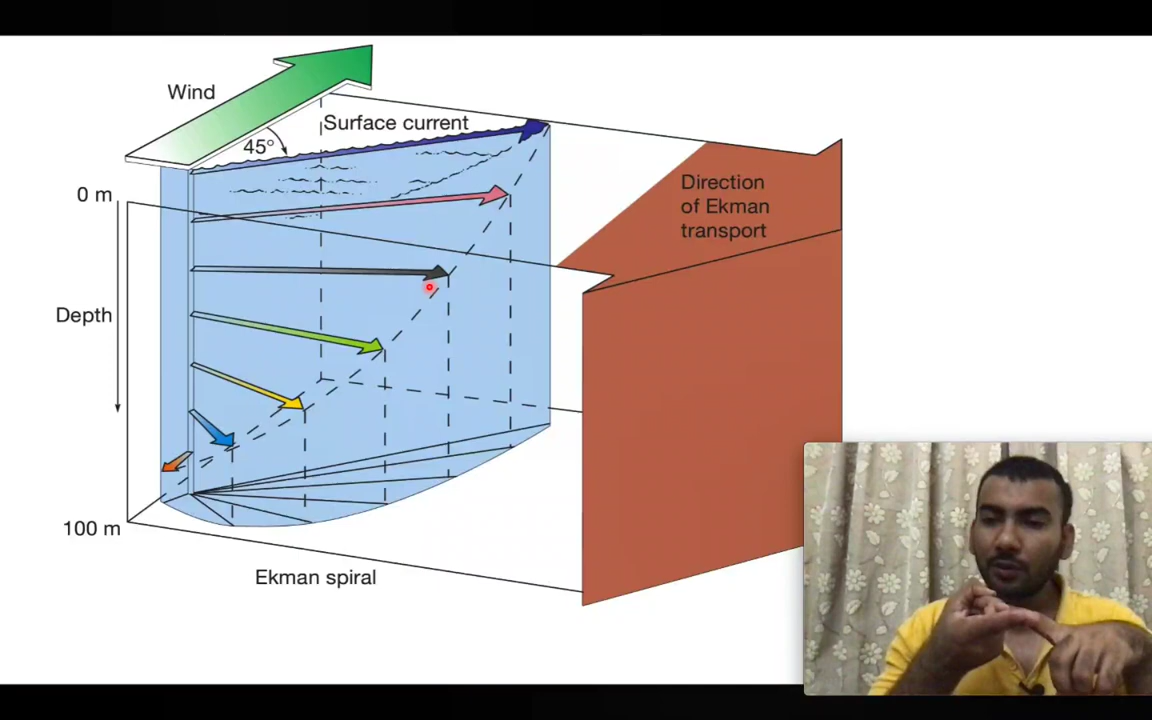 Wind
Surface current
45°
0 m
Direction
of Ekman
transport
Depth
100 m
Ekman spiral